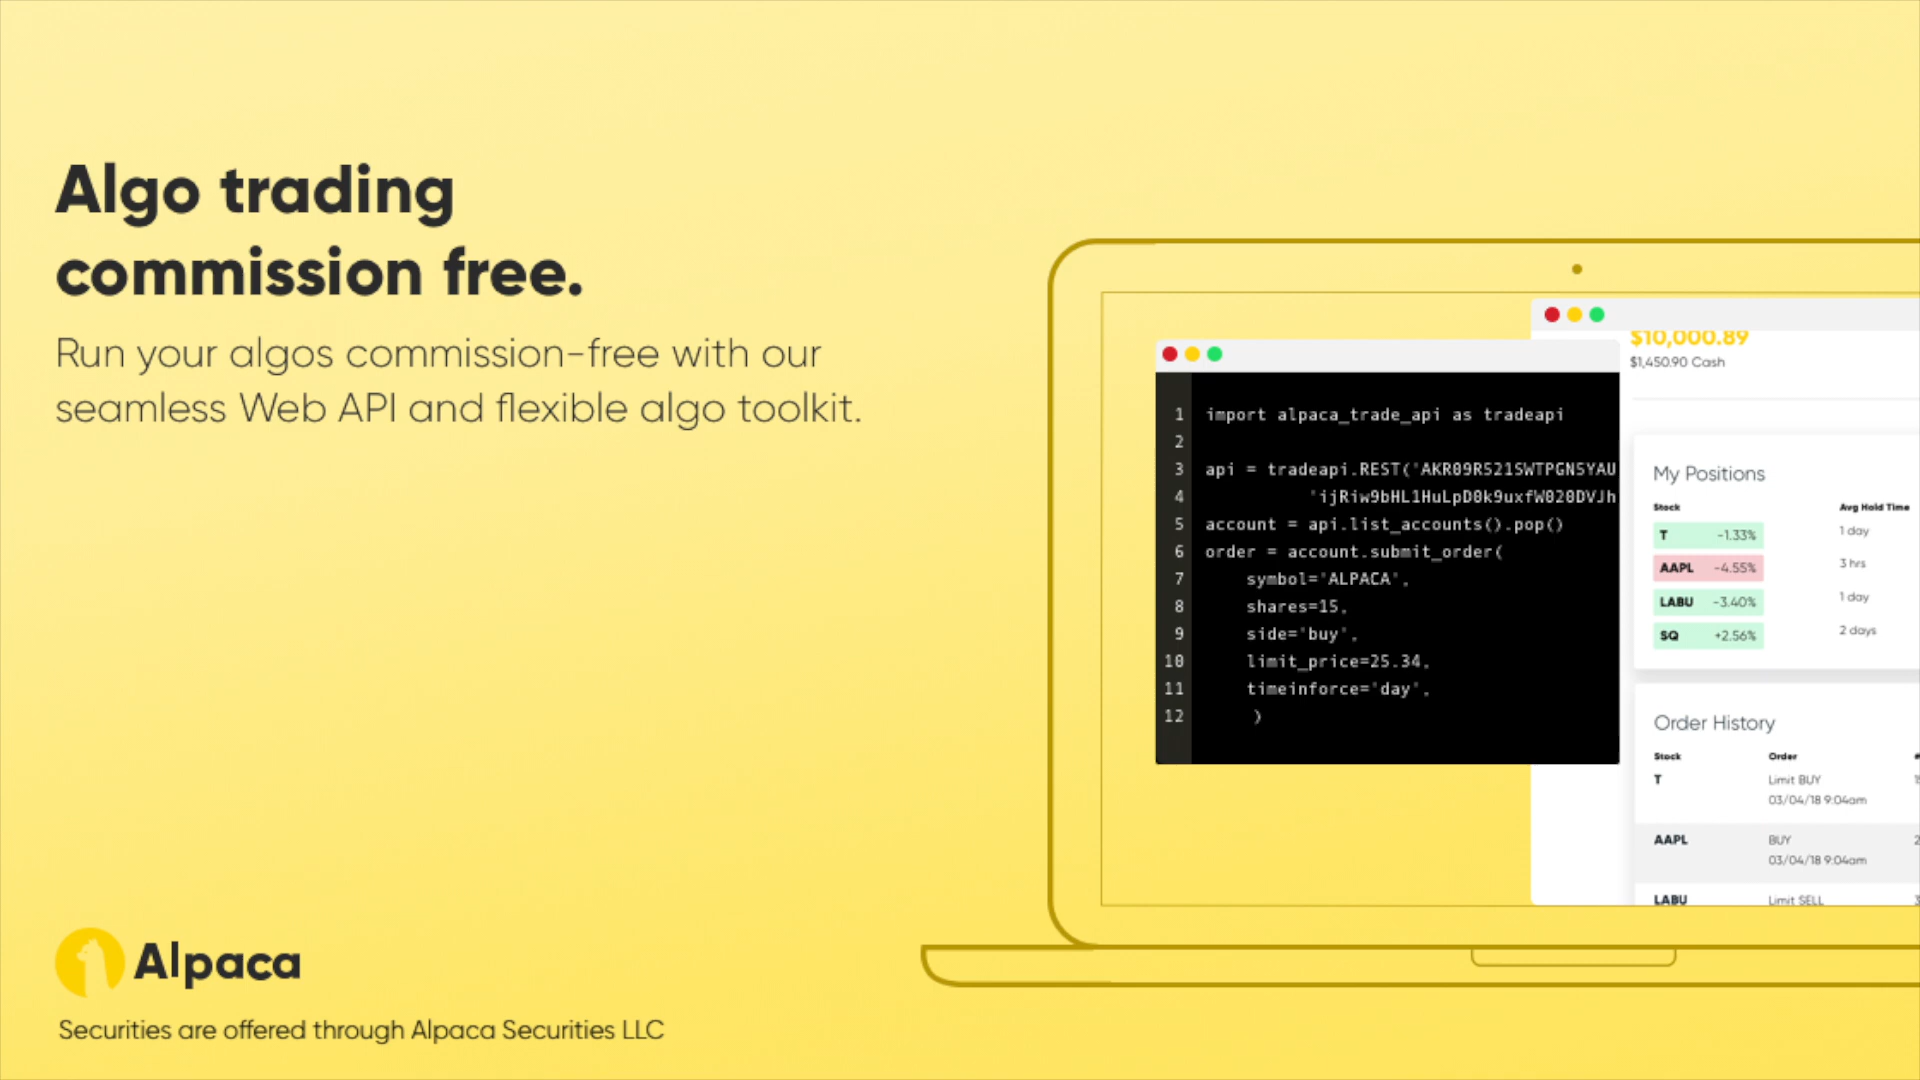 Algo trading
commission free.
Run your algos commission-free with our
seamless Web API and flexible algo toolkit.
1 import alpaca_trade_api as tradeapi
2
3 api = tradeapi.REST('AKR09R521SWTPGN5YAU
4 'ijRiw9bHL1HuLpD0k9uxfW020DVJh
5 account = api.list_accounts().pop()
6 order = account.submit_order(
7 symbol='ALPACA',
8 shares=15,
9 side='buy',
10 limit_price=25.34,
11 timeinforce='day',
12 )
$10,000.89
$1,450.90 Cash
My Positions
Stock Avg Hold Time
T -1.33% 1 day
AAPL -4.55% 3 hrs
LABU -3.40% 1 day
SQ +2.56% 2 days
Order History
Stock Order
T Limit BUY
03/04/18 9:04am
AAPL BUY
03/04/18 9:04am
LABU Limit SELL
Alpaca
Securities are offered through Alpaca Securities LLC